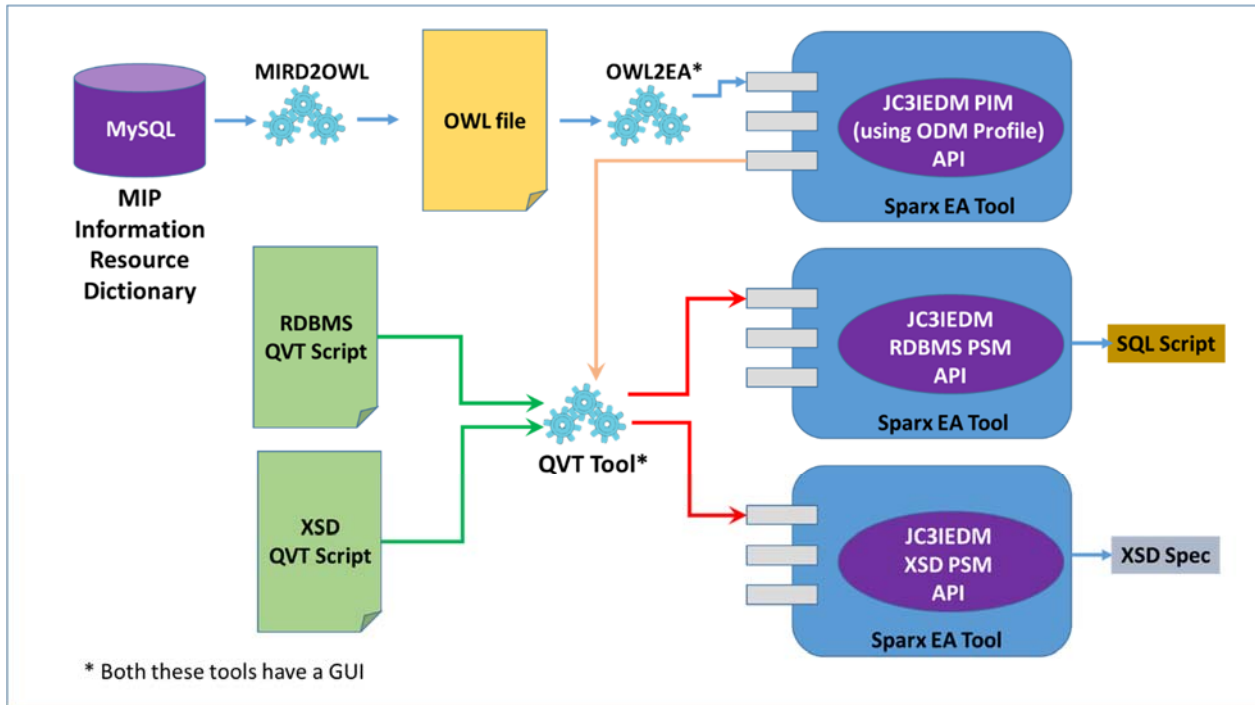 MySQL
MIP
Information
Resource
Dictionary
MIRD2OWL
OWL file
OWL2EA*
JC3IEDM PIM
(using ODM Profile)
API
Sparx EA Tool
RDBMS
QVT Script
XSD
QVT Script
QVT Tool*
JC3IEDM
RDBMS PSM
API
Sparx EA Tool
SQL Script
JC3IEDM
XSD PSM
API
Sparx EA Tool
XSD Spec
* Both these tools have a GUI